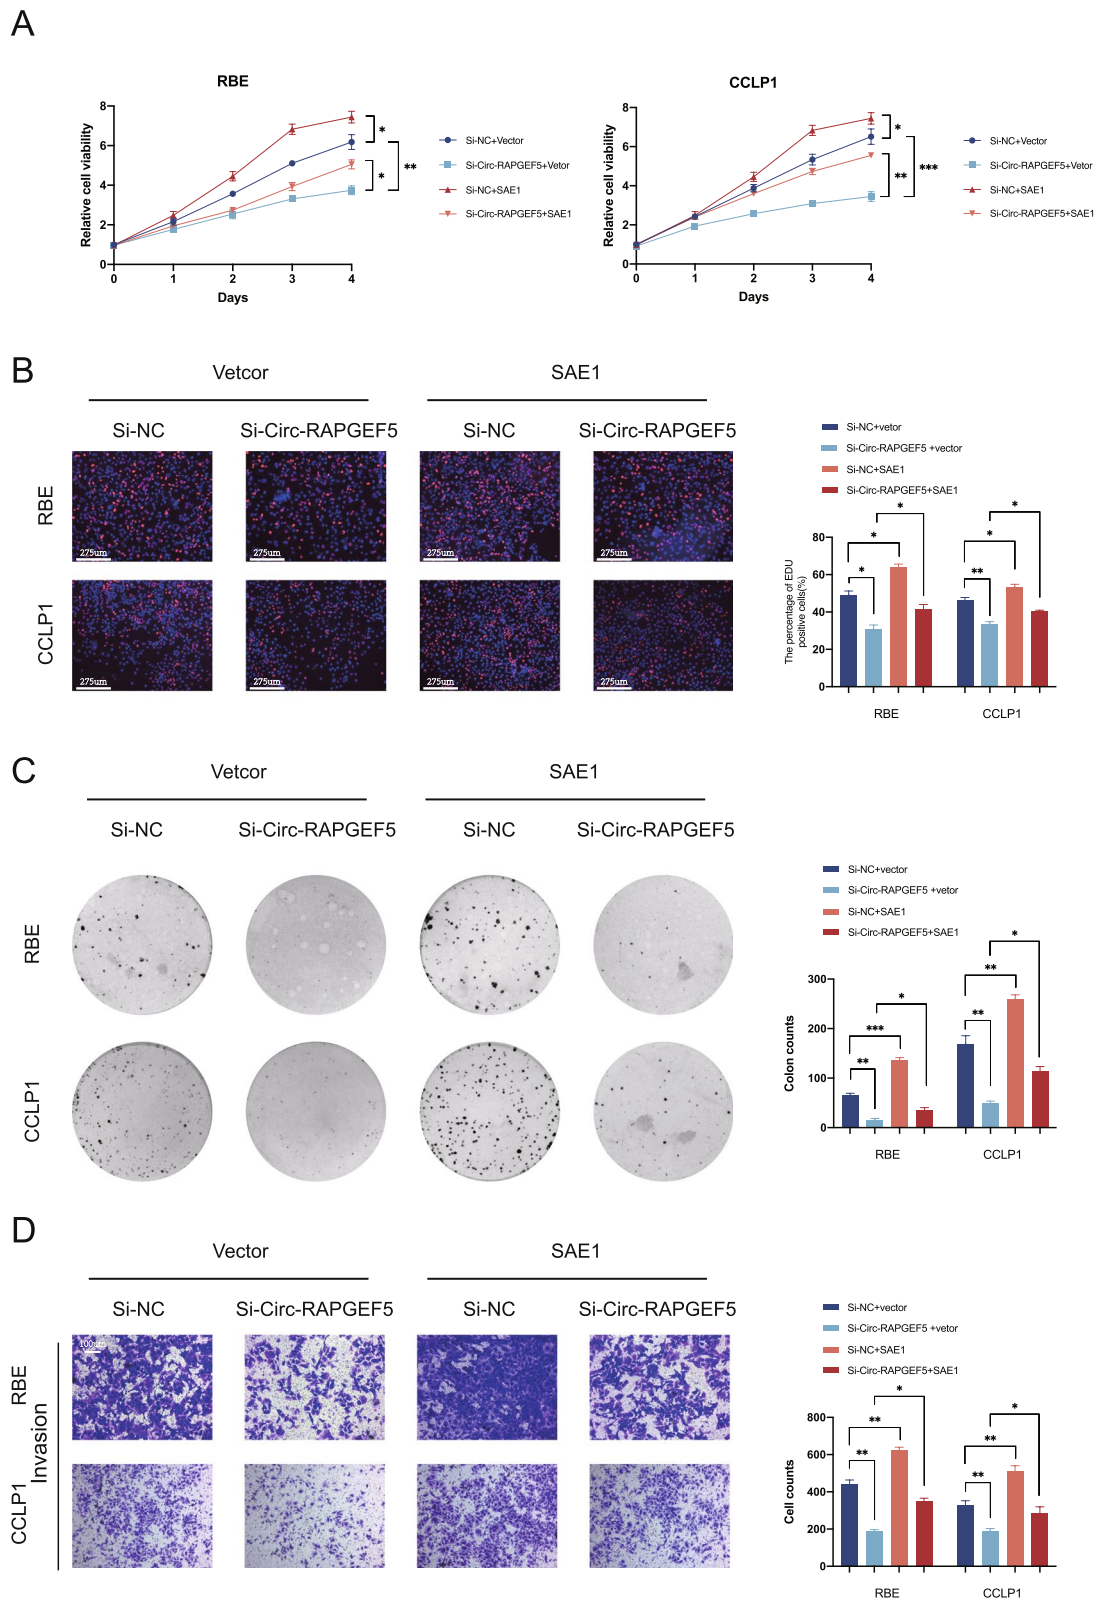 A
RBE
CCLP1
Relative cell viability
8
6
4
2
0
0 1 2 3 4
Days
*
*
**
Si-NC+Vector
Si-Circ-RAPGEF5+Vetor
Si-NC+SAE1
Si-Circ-RAPGEF5+SAE1
Relative cell viability
8
6
4
2
0
0 1 2 3 4
Days
*
**
***
Si-NC+Vector
Si-Circ-RAPGEF5+Vetor
Si-NC+SAE1
Si-Circ-RAPGEF5+SAE1
B
Vetcor SAE1
Si-NC Si-Circ-RAPGEF5 Si-NC Si-Circ-RAPGEF5
RBE
275um 275um 275um 275um
CCLP1
275um 275um 275um 275um
Si-NC+vetor
Si-Circ-RAPGEF5 +vector
Si-NC+SAE1
Si-Circ-RAPGEF5+SAE1
The percentage of EDU
positive cells(%)
80
60
40
20
0
* * *
** * *
RBE CCLP1
C
Vetcor SAE1
Si-NC Si-Circ-RAPGEF5 Si-NC Si-Circ-RAPGEF5
RBE
CCLP1
Si-NC+vector
Si-Circ-RAPGEF5 +vetor
Si-NC+SAE1
Si-Circ-RAPGEF5+SAE1
Colon counts
300
200
100
0
** *** *
** ** *
RBE CCLP1
D
Vector SAE1
Si-NC Si-Circ-RAPGEF5 Si-NC Si-Circ-RAPGEF5
Invasion
RBE
100um
CCLP1
Si-NC+vector
Si-Circ-RAPGEF5 +vetor
Si-NC+SAE1
Si-Circ-RAPGEF5+SAE1
Cell counts
800
600
400
200
0
** ** *
** ** *
RBE CCLP1